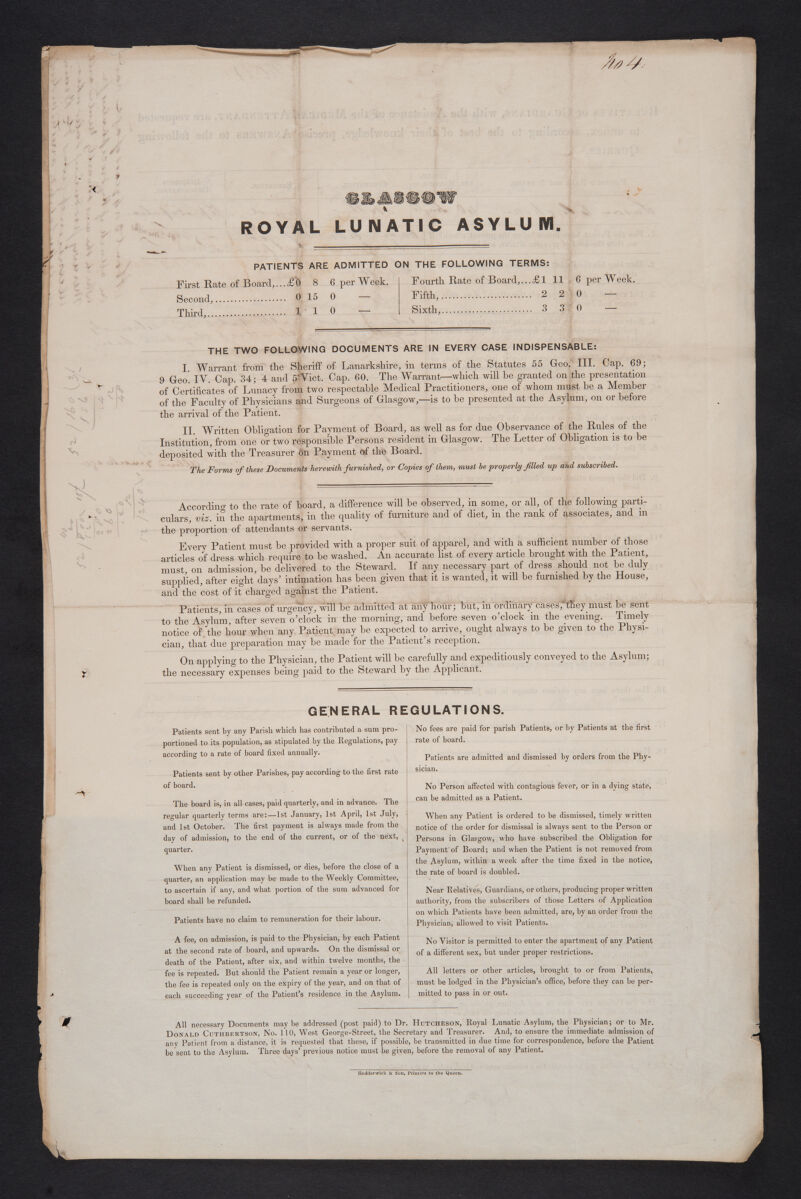 No 4.
GLASGOW
ROYAL LUNATIC ASYLUM.
PATIENTS ARE ADMITTED ON THE FOLLOWING TERMS:
First Rate of Board,....£0 8 6 per Week.
Second,.................... 0 15 0 —
Third,...................... 1 1 0 —
Fourth Rate of Board,....£1 11 6 per Week.
Fifth,......................... 2 2 0 —
Sixth,......................... 3 3 0 —
THE TWO FOLLOWING DOCUMENTS ARE IN EVERY CASE INDISPENSABLE:
I. Warrant from the Sheriff of Lanarkshire, in terms of the Statutes 55 Geo. III. Cap. 69;
9 Geo. IV. Cap. 34; 4 and 5 Vict. Cap. 60. The Warrant—which will be granted on the presentation
of Certificates of Lunacy from two respectable Medical Practitioners, one of whom must be a Member
of the Faculty of Physicians and Surgeons of Glasgow,—is to be presented at the Asylum, on or before
the arrival of the Patient.
II. Written Obligation for Payment of Board, as well as for due Observance of the Rules of the
Institution, from one or two responsible Persons resident in Glasgow. The Letter of Obligation is to be
deposited with the Treasurer on Payment of the Board.
The Forms of these Documents herewith furnished, or Copies of them, must be properly filled up and subscribed.
According to the rate of board, a difference will be observed, in some, or all, of the following parti-
culars, viz. in the apartments, in the quality of furniture and of diet, in the rank of associates, and in
the proportion of attendants or servants.
Every Patient must be provided with a proper suit of apparel, and with a sufficient number of those
articles of dress which require to be washed. An accurate list of every article brought with the Patient,
must, on admission, be delivered to the Steward. If any necessary part of dress should not be duly
supplied, after eight days' intimation has been given that it is wanted, it will be furnished by the House,
and the cost of it charged against the Patient.
Patients, in cases of urgency, will be admitted at any hour; but, in ordinary cases, they must be sent
to the Asylum, after seven o'clock in the morning, and before seven o'clock in the evening. Timely
notice of the hour when any Patient may be expected to arrive, ought always to be given to the Physi-
cian, that due preparation may be made for the Patient's reception.
On applying to the Physician, the Patient will be carefully and expeditiously conveyed to the Asylum;
the necessary expenses being paid to the Steward by the Applicant.
GENERAL REGULATIONS.
Patients sent by any Parish which has contributed a sum pro-
portioned to its population, as stipulated by the Regulations, pay
according to a rate of board fixed annually.
Patients sent by other Parishes, pay according to the first rate
of board.
The board is, in all cases, paid quarterly, and in advance. The
regular quarterly terms are:—1st January, 1st April, 1st July,
and 1st October. The first payment is always made from the
day of admission, to the end of the current, or of the next,
quarter.
When any Patient is dismissed, or dies, before the close of a
quarter, an application may be made to the Weekly Committee,
to ascertain if any, and what portion of the sum advanced for
board shall be refunded.
Patients have no claim to remuneration for their labour.
A fee, on admission, is paid to the Physician, by each Patient
at the second rate of board, and upwards. On the dismissal or
death of the Patient, after six, and within twelve months, the
fee is repeated. But should the Patient remain a year or longer,
the fee is repeated only on the expiry of the year, and on that of
each succeeding year of the Patient's residence in the Asylum.
No fees are paid for parish Patients, or by Patients at the first
rate of board.
Patients are admitted and dismissed by orders from the Phy-
sician.
No Person affected with contagious fever, or in a dying state,
can be admitted as a Patient.
When any Patient is ordered to be dismissed, timely written
notice of the order for dismissal is always sent to the Person or
Persons in Glasgow, who have subscribed the Obligation for
Payment of Board; and when the Patient is not removed from
the Asylum, within a week after the time fixed in the notice,
the rate of board is doubled.
Near Relatives, Guardians, or others, producing proper written
authority, from the subscribers of those Letters of Application
on which Patients have been admitted, are, by an order from the
Physician, allowed to visit Patients.
No Visitor is permitted to enter the apartment of any Patient
of a different sex, but under proper restrictions.
All letters or other articles, brought to or from Patients,
must be lodged in the Physician's office, before they can be per-
mitted to pass in or out.
All necessary Documents may be addressed (post paid) to Dr. HUTCHESON, Royal Lunatic Asylum, the Physician; or to Mr.
DONALD CUTHBERTSON, No. 110, West George-Street, the Secretary and Treasurer. And, to ensure the immediate admission of
any Patient from a distance, it is requested that these, if possible, be transmitted in due time for correspondence, before the Patient
be sent to the Asylum. Three days' previous notice must be given, before the removal of any Patient.
Hedderwick & Son, Printers to the Queen.